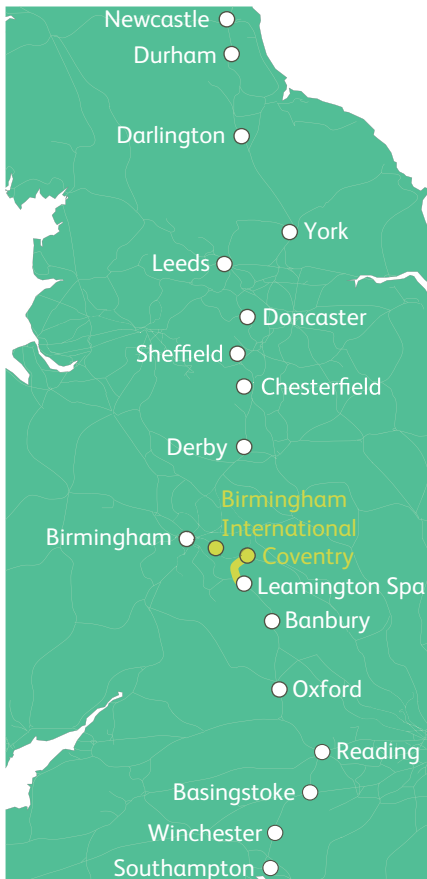 Newcastle
Durham
Darlington
York
Leeds
Doncaster
Sheffield
Chesterfield
Derby
Birmingham
International
Birmingham
Coventry
Leamington Spa
Banbury
Oxford
Reading
Basingstoke
Winchester
Southampton